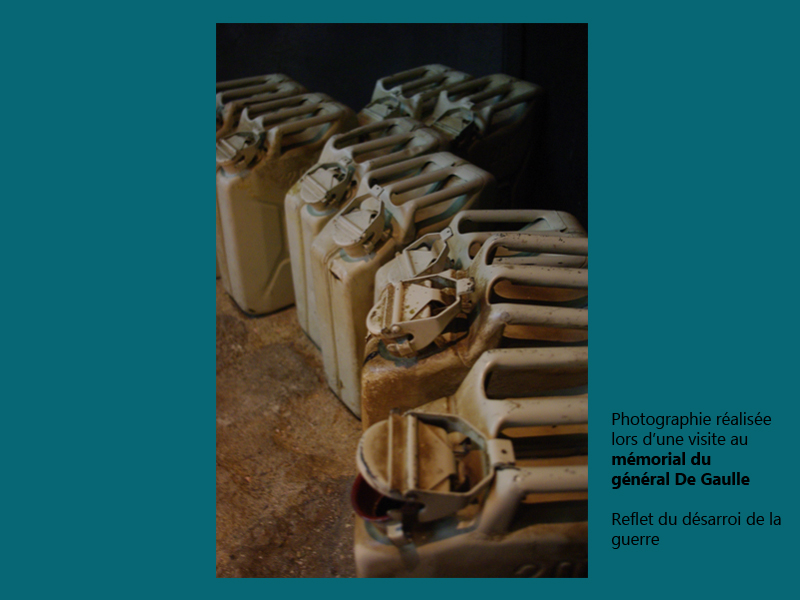 Photographie réalisée
lors d’une visite au
mémorial du
général De Gaulle
Reflet du désarroi de la
guerre